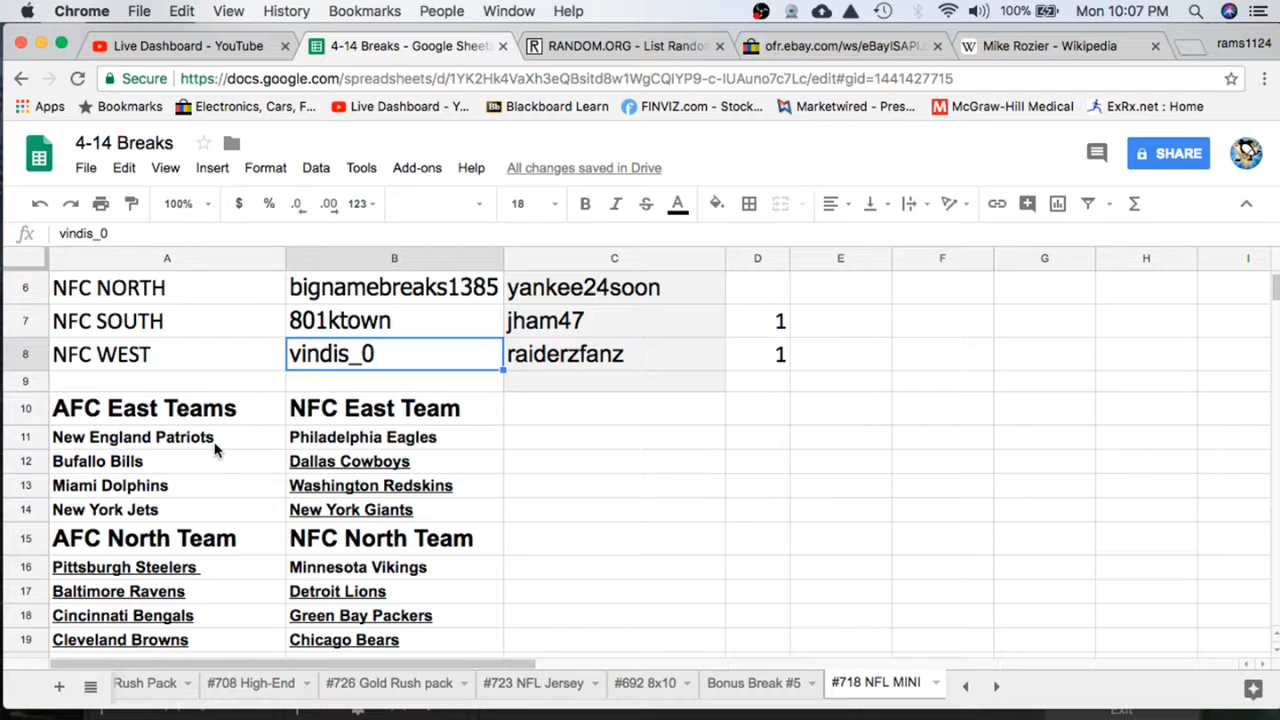 Chrome File Edit View History Bookmarks People Window Help 100% Mon 10:07 PM
Live Dashboard - YouTube 4-14 Breaks - Google Sheet RANDOM.ORG - List Rando ofr.ebay.com/ws/eBayISAPI.c Mike Rozier - Wikipedia rams1124
Secure https://docs.google.com/spreadsheets/d/1YK2Hk4VaXh3eQBsitd8w1WgCQIYP9-c-lUAuno7c7Lc/edit#gid=1441427715
Apps Bookmarks Electronics, Cars, F... Live Dashboard - Y... Bb Blackboard Learn FINVIZ.com - Stock... Marketwired - Pres... McGraw-Hill Medical ExRx.net : Home
4-14 Breaks
SHARE
File Edit View Insert Format Data Tools Add-ons Help All changes saved in Drive
100% $ % .0 .00 123 18 B I S A Σ
fx vindis_0
A B C D E F G H I
6 NFC NORTH bignamebreaks1385 yankee24soon
7 NFC SOUTH 801ktown jham47 1
8 NFC WEST vindis_0 raiderzfanz 1
9
10 AFC East Teams NFC East Team
11 New England Patriots Philadelphia Eagles
12 Bufallo Bills Dallas Cowboys
13 Miami Dolphins Washington Redskins
14 New York Jets New York Giants
15 AFC North Team NFC North Team
16 Pittsburgh Steelers Minnesota Vikings
17 Baltimore Ravens Detroit Lions
18 Cincinnati Bengals Green Bay Packers
19 Cleveland Browns Chicago Bears
Rush Pack #708 High-End #726 Gold Rush pack #723 NFL Jersey #692 8x10 Bonus Break #5 #718 NFL MINI
Exit